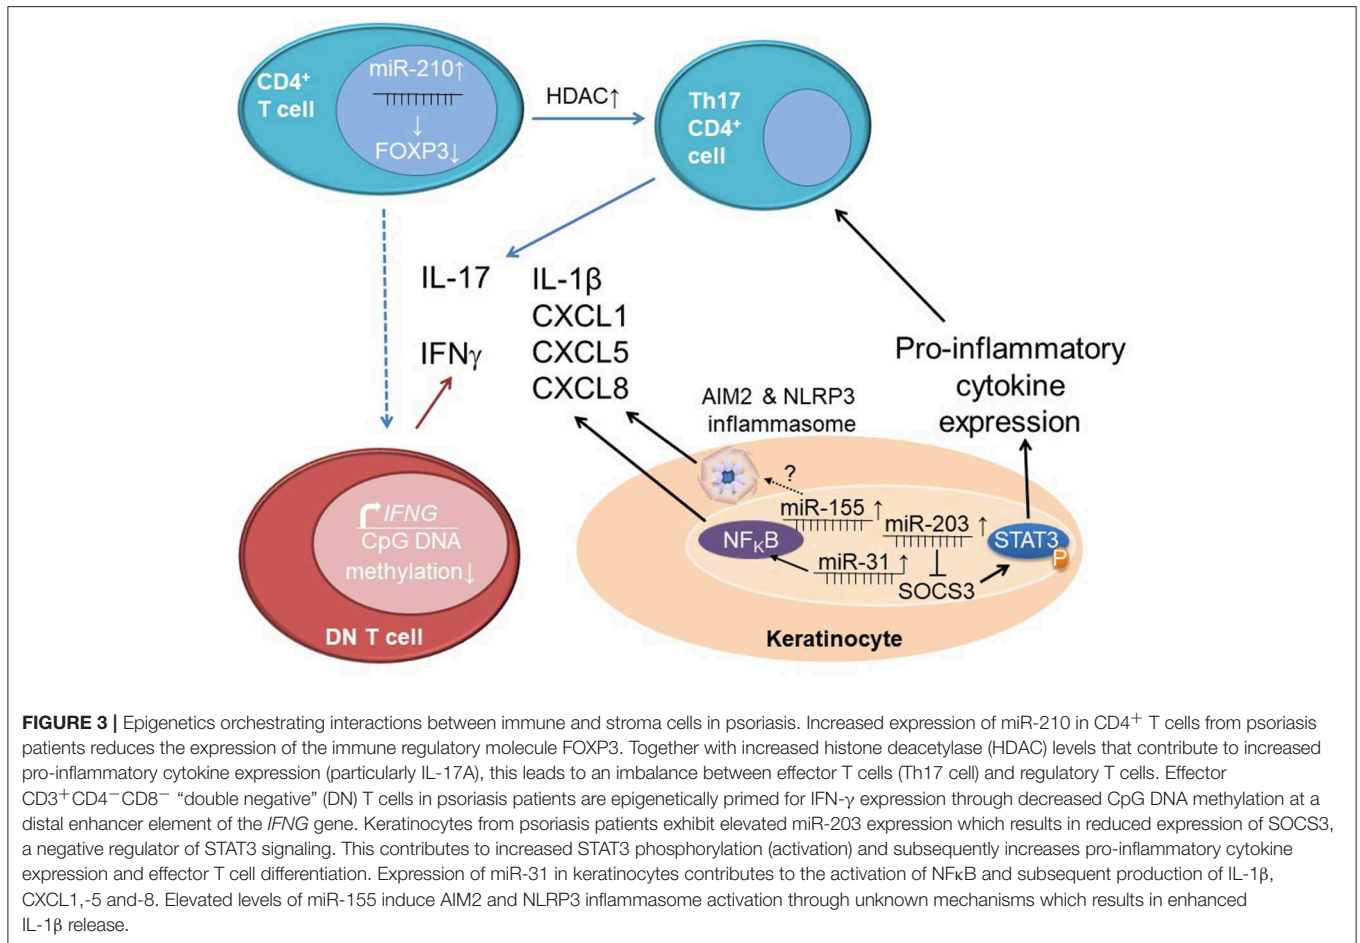 CD4⁺
T cell
miR-210↑
↓
FOXP3↓
HDAC↑
Th17
CD4⁺
cell
IL-17
IFNγ
IL-1β
CXCL1
CXCL5
CXCL8
Pro-inflammatory
cytokine
expression
AIM2 & NLRP3
inflammasome
?
miR-155 ↑
miR-203 ↑
NFκB
miR-31 ↑
SOCS3
STAT3
P
Keratinocyte
IFNG
CpG DNA
methylation↓
DN T cell
FIGURE 3 | Epigenetics orchestrating interactions between immune and stroma cells in psoriasis. Increased expression of miR-210 in CD4⁺ T cells from psoriasis
patients reduces the expression of the immune regulatory molecule FOXP3. Together with increased histone deacetylase (HDAC) levels that contribute to increased
pro-inflammatory cytokine expression (particularly IL-17A), this leads to an imbalance between effector T cells (Th17 cell) and regulatory T cells. Effector
CD3⁺CD4⁻CD8⁻ “double negative” (DN) T cells in psoriasis patients are epigenetically primed for IFN-γ expression through decreased CpG DNA methylation at a
distal enhancer element of the IFNG gene. Keratinocytes from psoriasis patients exhibit elevated miR-203 expression which results in reduced expression of SOCS3,
a negative regulator of STAT3 signaling. This contributes to increased STAT3 phosphorylation (activation) and subsequently increases pro-inflammatory cytokine
expression and effector T cell differentiation. Expression of miR-31 in keratinocytes contributes to the activation of NFκB and subsequent production of IL-1β,
CXCL1,-5 and-8. Elevated levels of miR-155 induce AIM2 and NLRP3 inflammasome activation through unknown mechanisms which results in enhanced
IL-1β release.